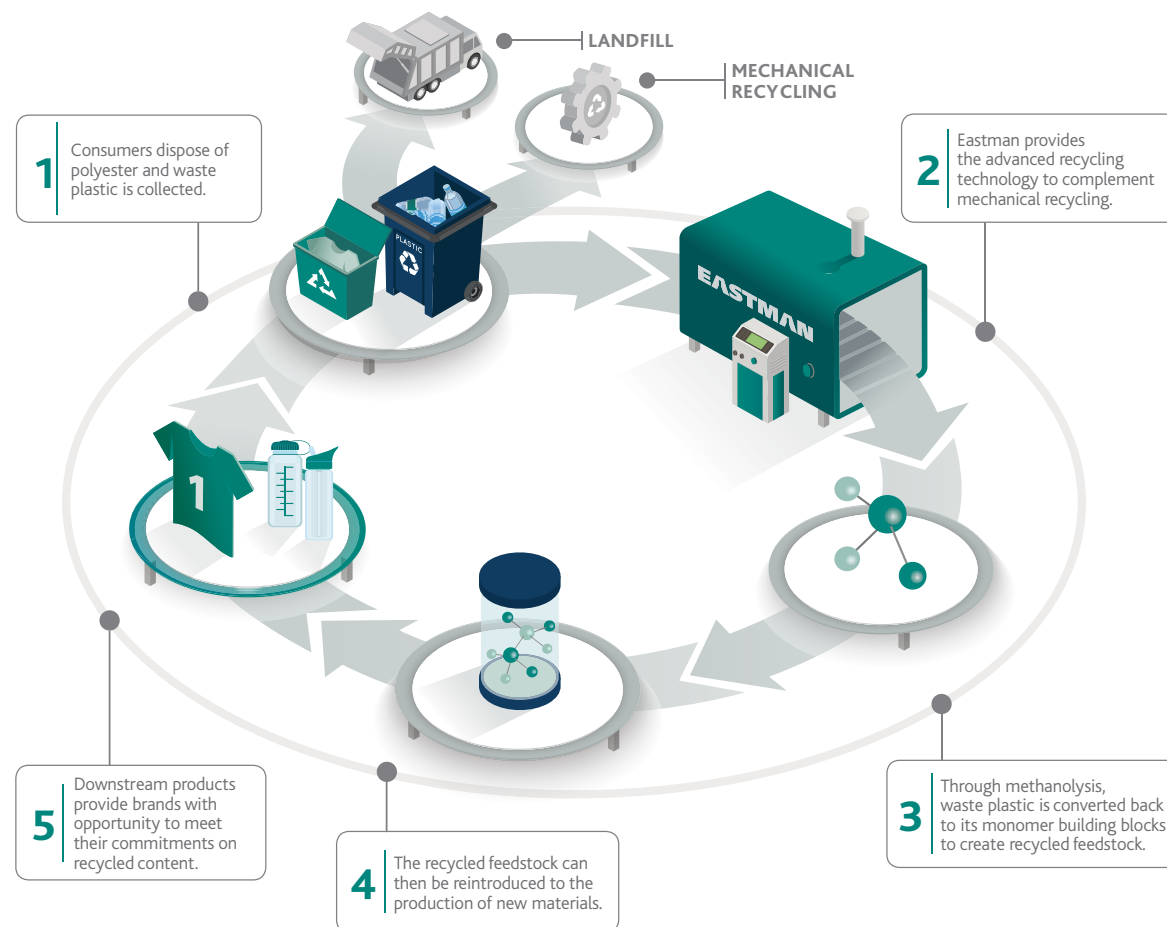 LANDFILL
MECHANICAL
RECYCLING
1
Consumers dispose of
polyester and waste
plastic is collected.
2
Eastman provides
the advanced recycling
technology to complement
mechanical recycling.
PLASTIC
EASTMAN
1
3
Through methanolysis,
waste plastic is converted back
to its monomer building blocks
to create recycled feedstock.
5
Downstream products
provide brands with
opportunity to meet
their commitments on
recycled content.
4
The recycled feedstock can
then be reintroduced to the
production of new materials.